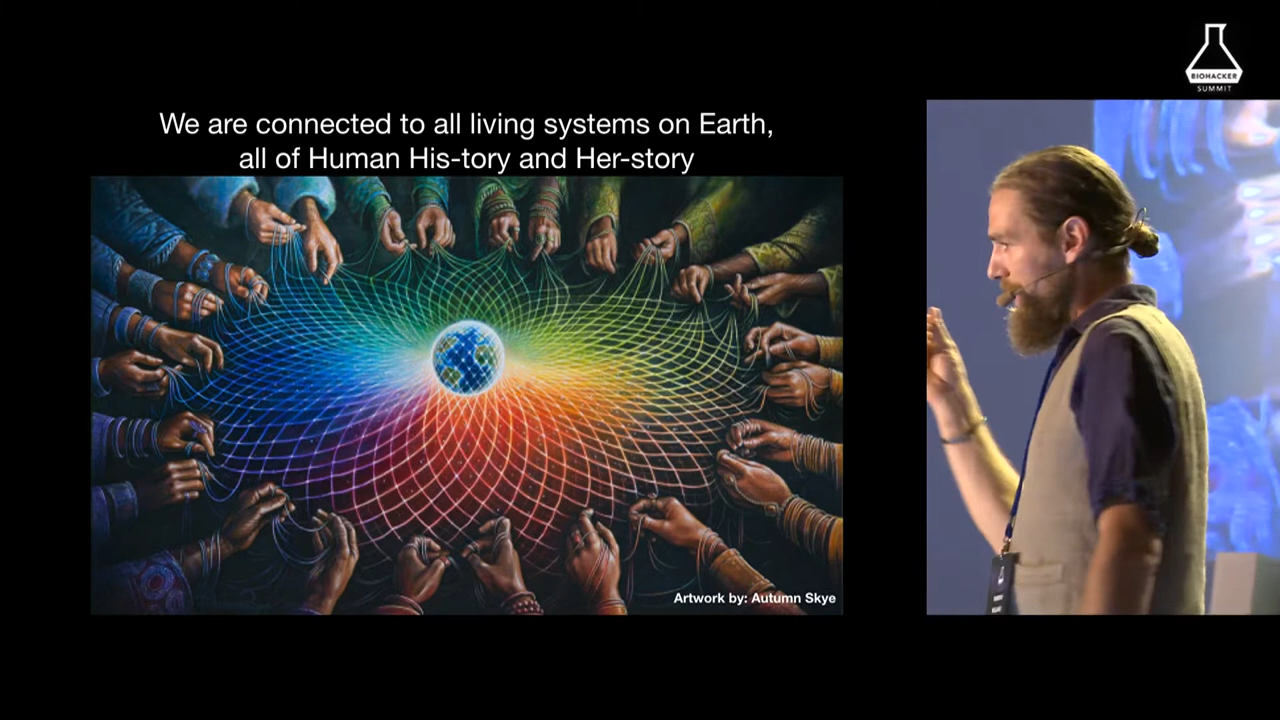 BIOHACKER
SUMMIT
We are connected to all living systems on Earth,
all of Human His-tory and Her-story
Artwork by: Autumn Skye